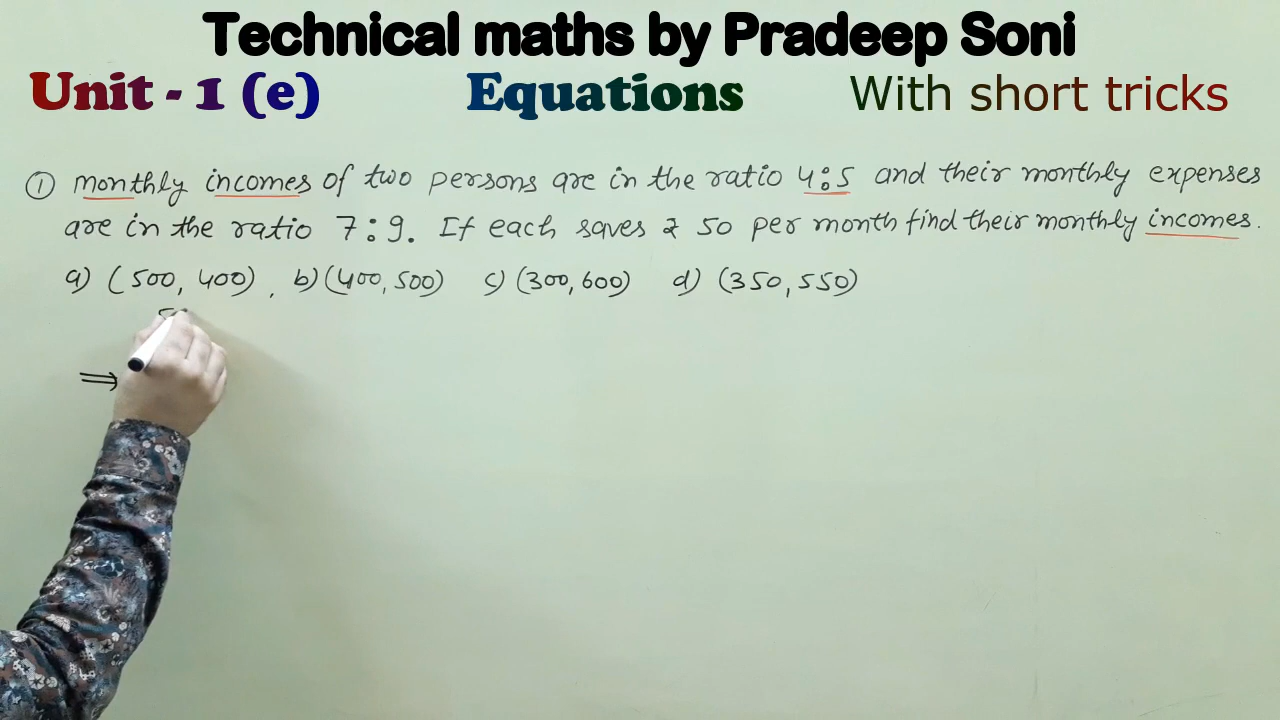 Technical maths by Pradeep Soni
Unit - 1 (e) Equations With short tricks
① monthly incomes of two persons are in the ratio 4:5 and their monthly expenses
are in the ratio 7:9. If each saves ₹ 50 per month find their monthly incomes.
a) (500, 400), b) (400, 500) c) (300, 600) d) (350, 550)
⇒